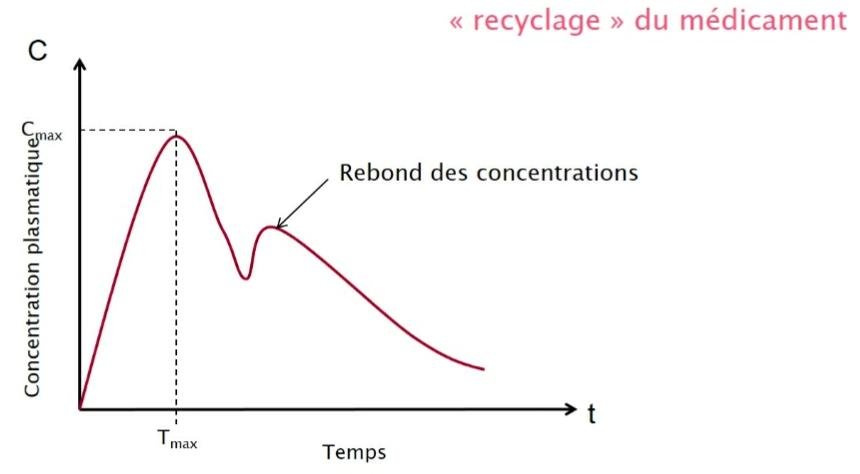 « recyclage » du médicament
C
Cmax
Concentration plasmatique
Rebond des concentrations
t
Tmax
Temps